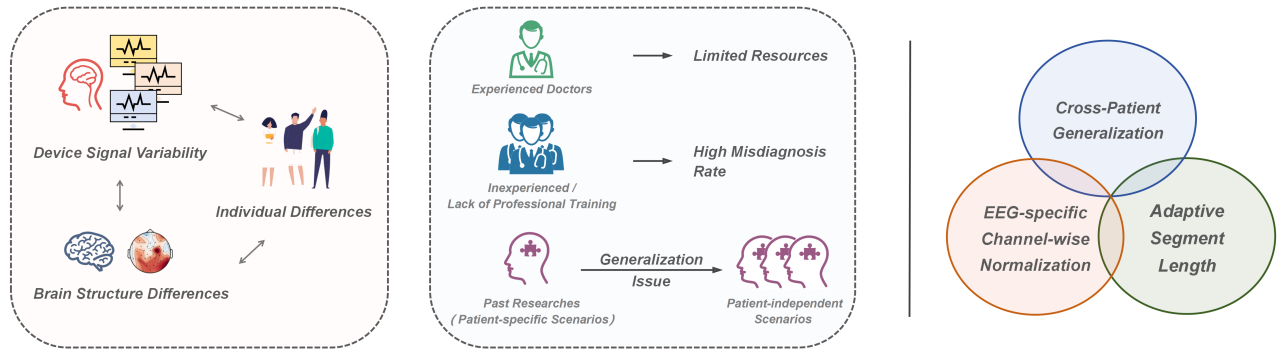 Device Signal Variability
Individual Differences
Brain Structure Differences
Experienced Doctors
Limited Resources
Inexperienced /
Lack of Professional Training
High Misdiagnosis
Rate
Past Researches
( Patient-specific Scenarios)
Generalization
Issue
Patient-independent
Scenarios
Cross-Patient
Generalization
EEG-specific
Channel-wise
Normalization
Adaptive
Segment
Length